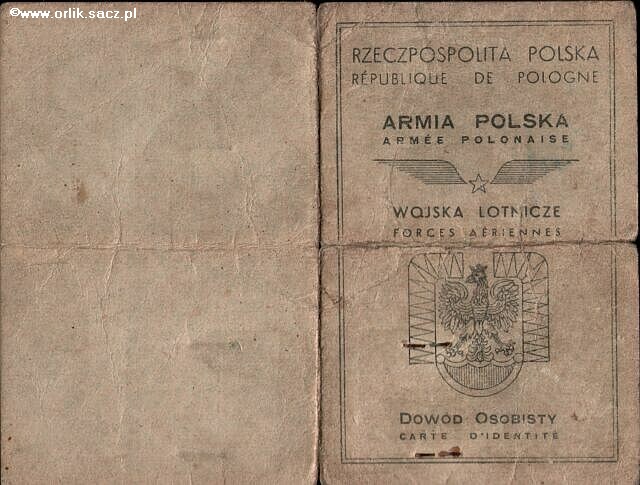 ©www.orlik.sacz.pl
RZECZPOSPOLITA POLSKA
RÉPUBLIQUE DE POLOGNE
ARMIA POLSKA
ARMÉE POLONAISE
WOJSKA LOTNICZE
FORCES AÉRIENNES
DOWÓD OSOBISTY
CARTE D'IDENTITÉ